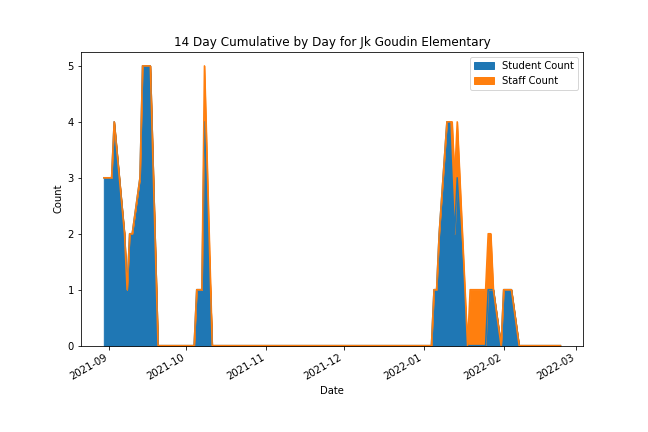 14 Day Cumulative by Day for Jk Goudin Elementary
Student Count
Staff Count
5
4
3
2
1
0
Count
2021-09
2021-10
2021-11
2021-12
2022-01
2022-02
2022-03
Date